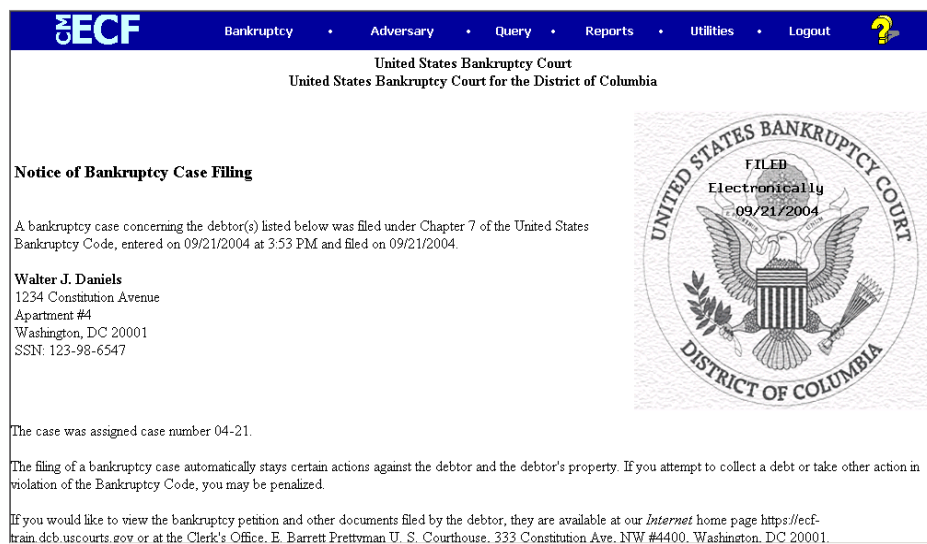 CM ECF
Bankruptcy • Adversary • Query • Reports • Utilities • Logout ?
United States Bankruptcy Court
United States Bankruptcy Court for the District of Columbia
Notice of Bankruptcy Case Filing
A bankruptcy case concerning the debtor(s) listed below was filed under Chapter 7 of the United States
Bankruptcy Code, entered on 09/21/2004 at 3:53 PM and filed on 09/21/2004.
Walter J. Daniels
1234 Constitution Avenue
Apartment #4
Washington, DC 20001
SSN: 123-98-6547
UNITED STATES BANKRUPTCY COURT
FILED
Electronically
09/21/2004
DISTRICT OF COLUMBIA
The case was assigned case number 04-21.
The filing of a bankruptcy case automatically stays certain actions against the debtor and the debtor's property. If you attempt to collect a debt or take other action in
violation of the Bankruptcy Code, you may be penalized.
If you would like to view the bankruptcy petition and other documents filed by the debtor, they are available at our Internet home page https://ecf-
train.dcb.uscourts.gov or at the Clerk's Office, E. Barrett Prettyman U. S. Courthouse, 333 Constitution Ave, NW #4400, Washington, DC 20001.